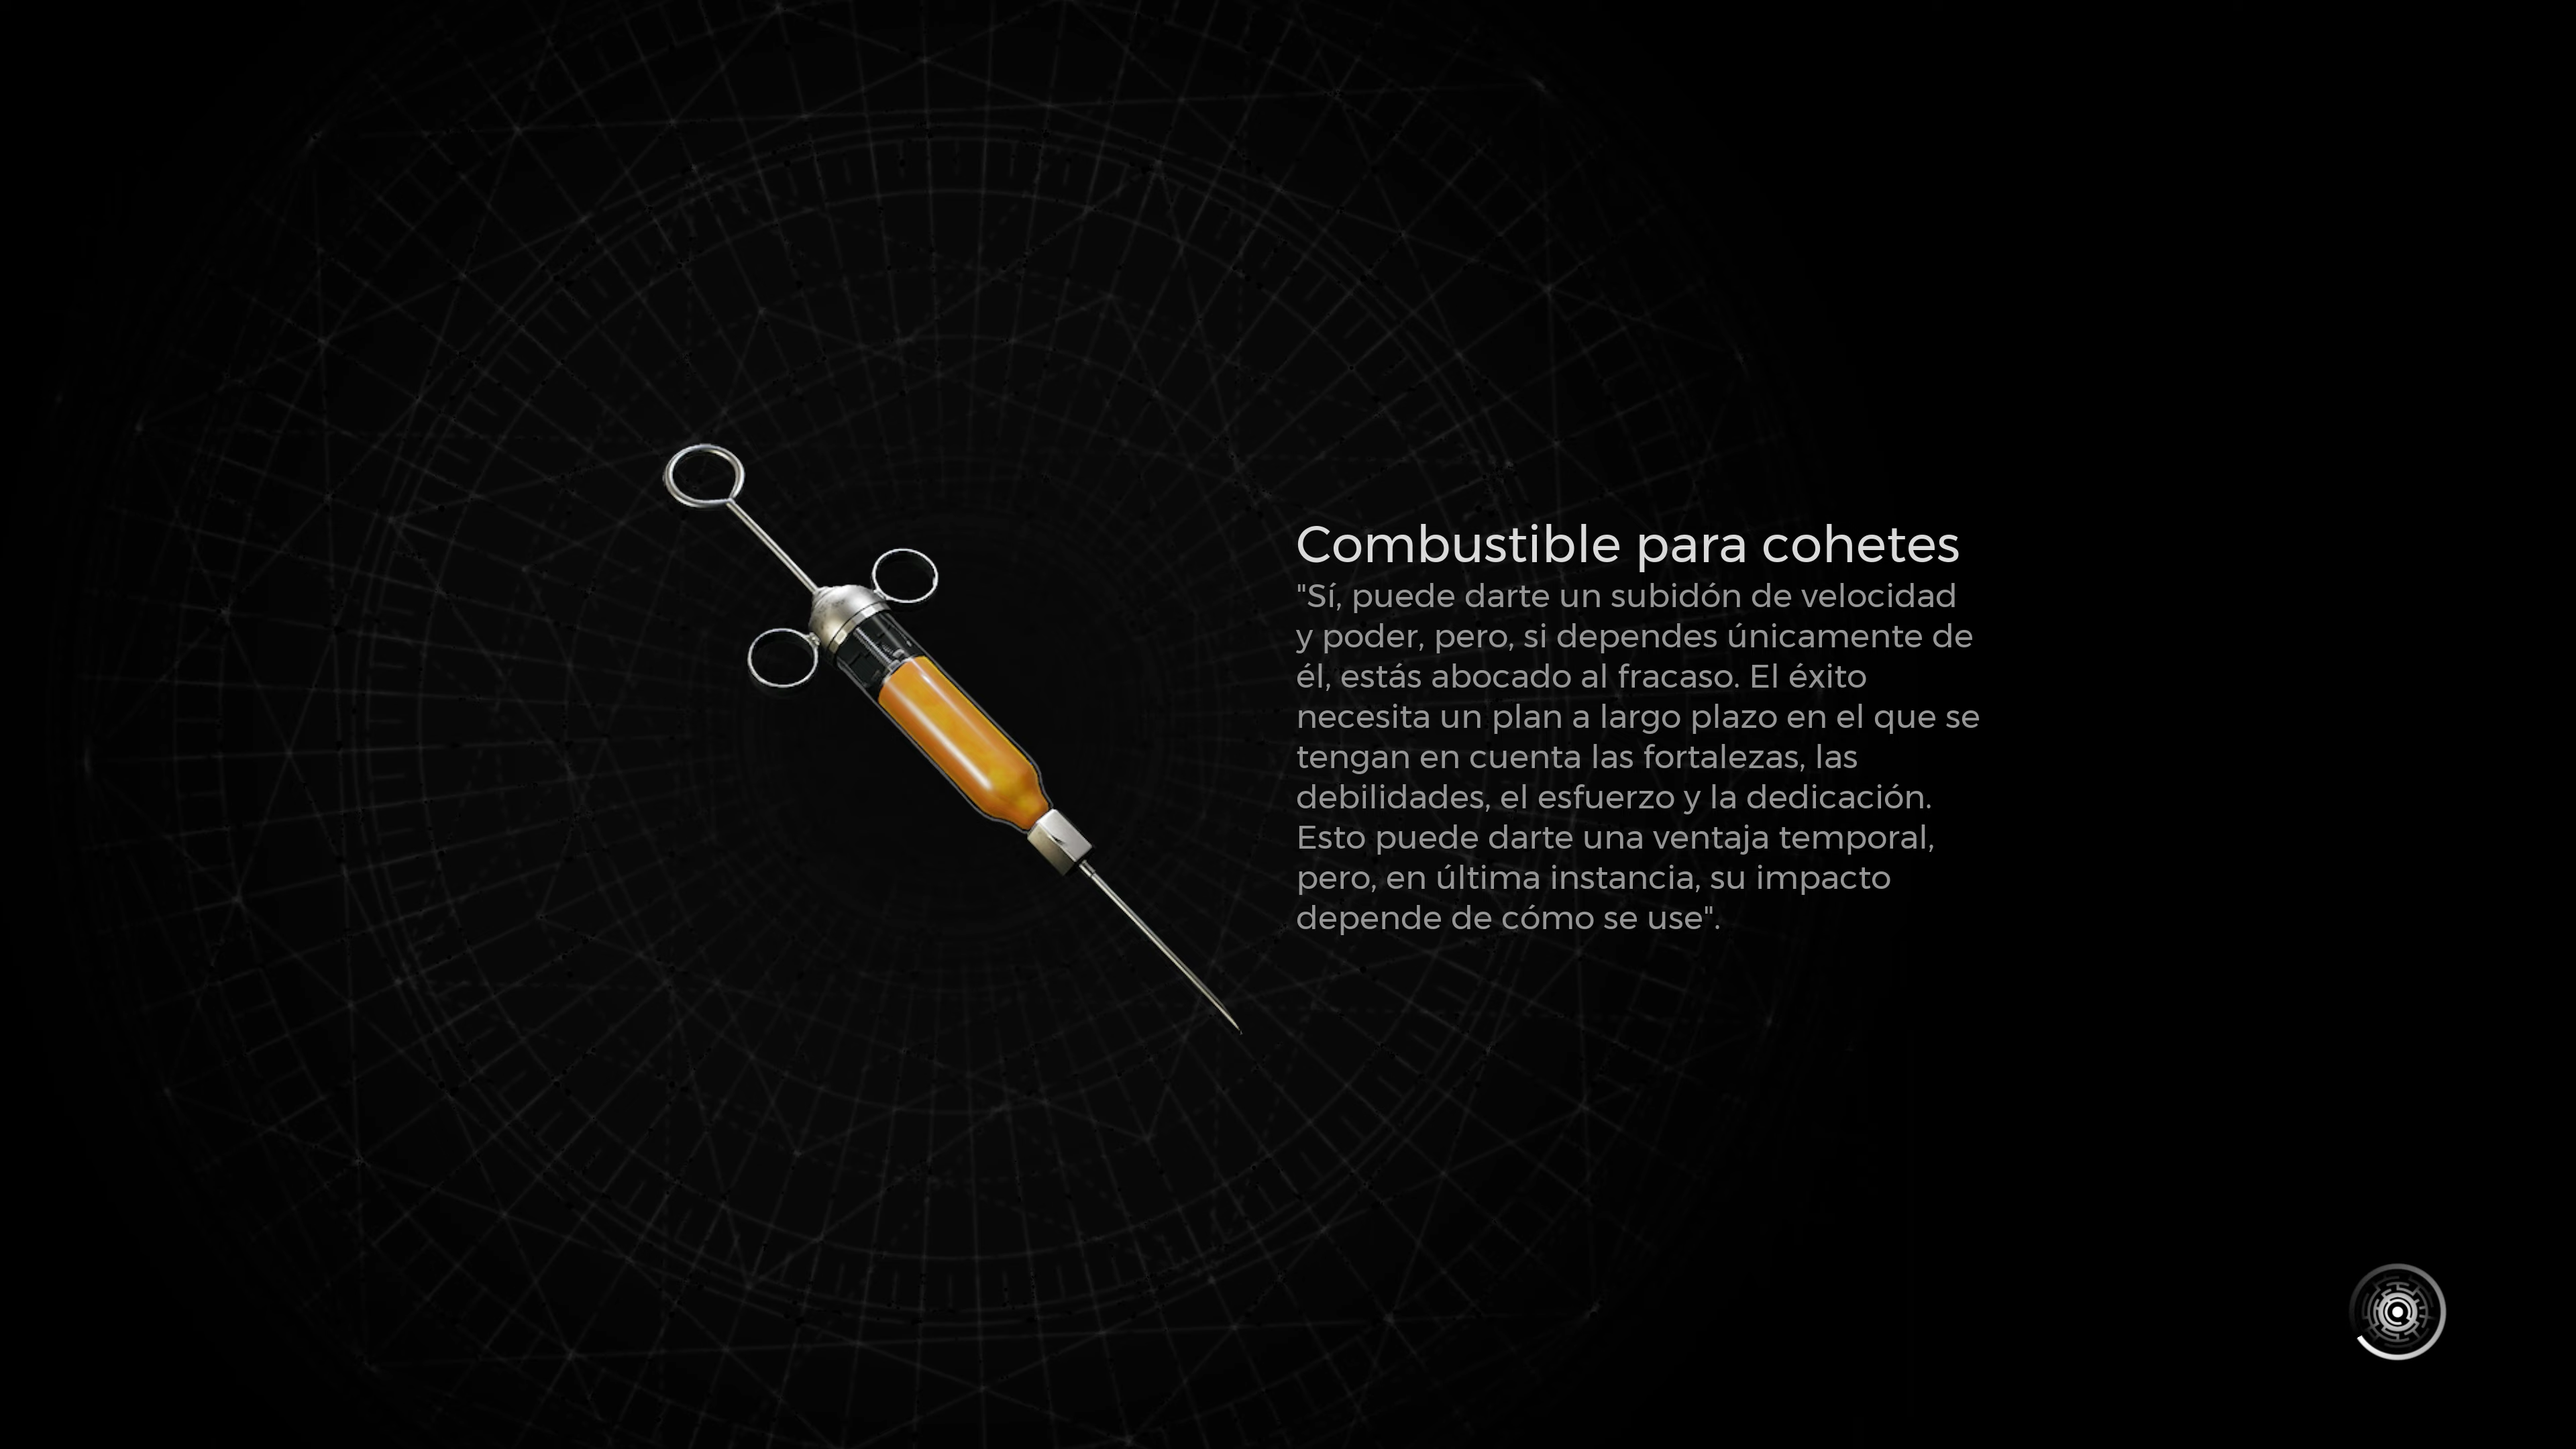 Combustible para cohetes
"Sí, puede darte un subidón de velocidad
y poder, pero, si dependes únicamente de
él, estás abocado al fracaso. El éxito
necesita un plan a largo plazo en el que se
tengan en cuenta las fortalezas, las
debilidades, el esfuerzo y la dedicación.
Esto puede darte una ventaja temporal,
pero, en última instancia, su impacto
depende de cómo se use".